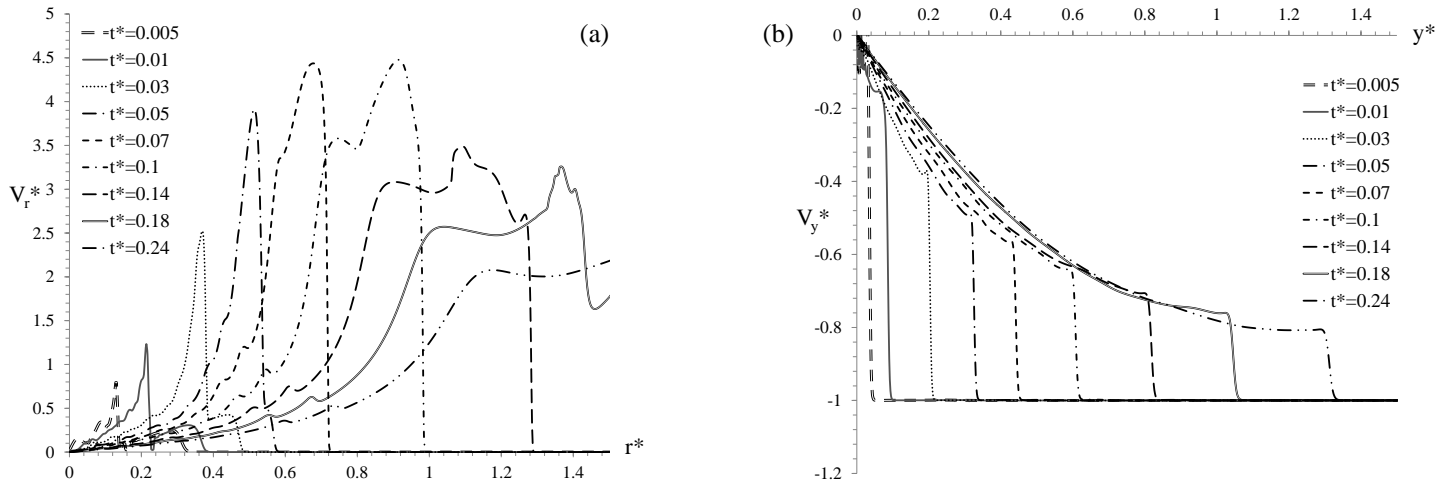 (a)
5
4.5
4
3.5
3
2.5
2
1.5
1
0.5
0
V_r*
t*=0.005
t*=0.01
t*=0.03
t*=0.05
t*=0.07
t*=0.1
t*=0.14
t*=0.18
t*=0.24
0 0.2 0.4 0.6 0.8 1 1.2 1.4
r*
(b)
0 0.2 0.4 0.6 0.8 1 1.2 1.4
y*
0
-0.2
-0.4
-0.6
-0.8
-1
-1.2
V_y*
t*=0.005
t*=0.01
t*=0.03
t*=0.05
t*=0.07
t*=0.1
t*=0.14
t*=0.18
t*=0.24